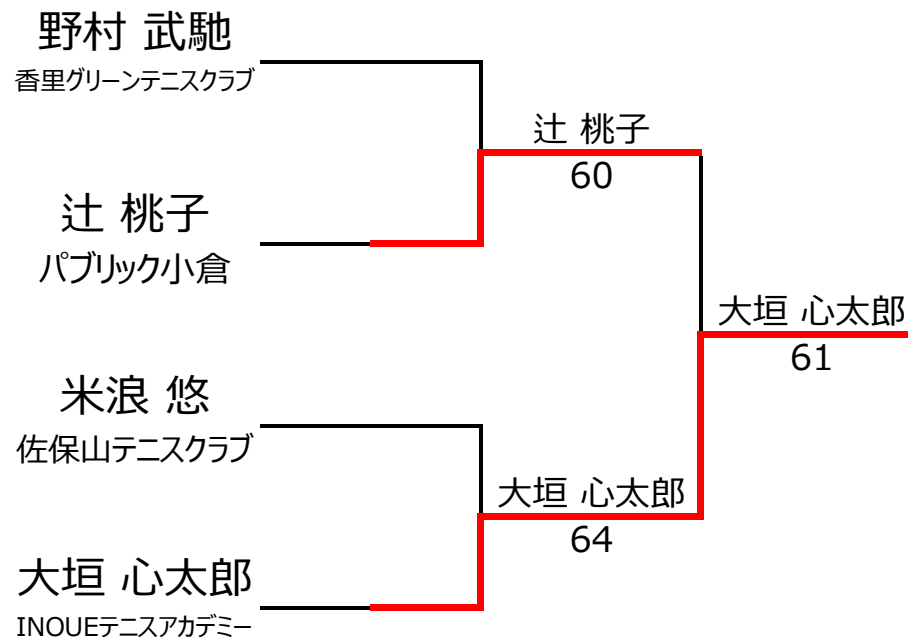 野村 武馳
香里グリーンテニスクラブ
辻 桃子
60
辻 桃子
パブリック小倉
大垣 心太郎
61
米浪 悠
佐保山テニスクラブ
大垣 心太郎
64
大垣 心太郎
INOUEテニスアカデミー